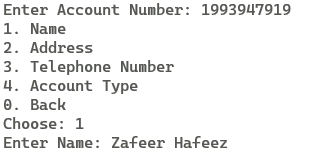 Enter Account Number: 1993947919
1. Name
2. Address
3. Telephone Number
4. Account Type
0. Back
Choose: 1
Enter Name: Zafeer Hafeez